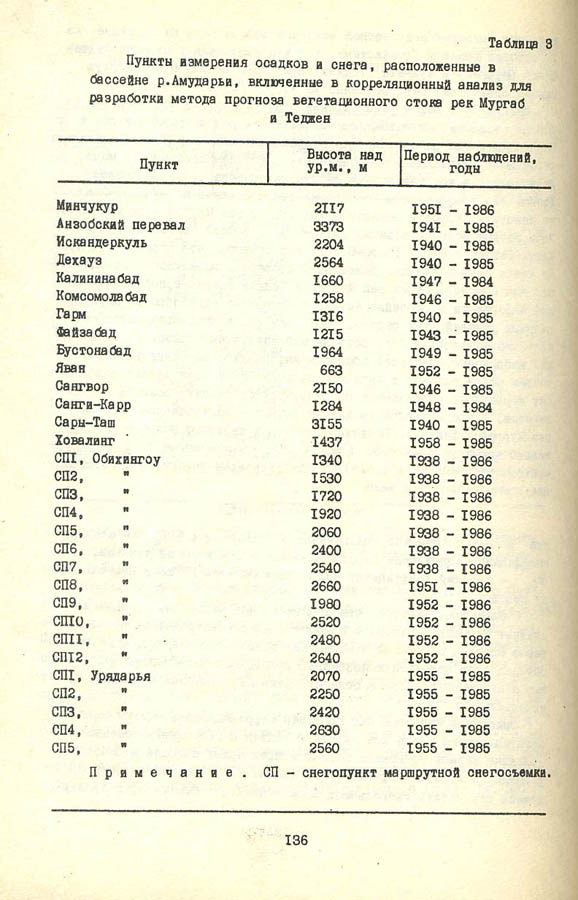 Таблица 3
Пункты измерения осадков и снега, расположенные в
бассейне р.Амударьи, включенные в корреляционный анализ для
разработки метода прогноза вегетационного стока рек Мургаб
и Теджен
Пункт Высота над ур.м., м Период наблюдений, годы
Минчукур 2117 1951 - 1986
Анзобский перевал 3373 1941 - 1985
Искандеркуль 2204 1940 - 1985
Дехауз 2564 1940 - 1985
Калининабад 1660 1947 - 1984
Комсомолабад 1258 1946 - 1985
Гарм 1316 1940 - 1985
Файзабад 1215 1943 - 1985
Бустонабад 1964 1949 - 1985
Яван 663 1952 - 1985
Сангвор 2150 1946 - 1985
Санги-Карр 1284 1948 - 1984
Сары-Таш 3155 1940 - 1985
Ховалинг 1437 1958 - 1985
СП1, Обихингоу 1340 1938 - 1986
СП2, " 1530 1938 - 1986
СП3, " 1720 1938 - 1986
СП4, " 1920 1938 - 1986
СП5, " 2060 1938 - 1986
СП6, " 2400 1938 - 1986
СП7, " 2540 1938 - 1986
СП8, " 2660 1951 - 1986
СП9, " 1980 1952 - 1986
СП10, " 2520 1952 - 1986
СП11, " 2480 1952 - 1986
СП12, " 2640 1952 - 1986
СП1, Урядарья 2070 1955 - 1985
СП2, " 2250 1955 - 1985
СП3, " 2420 1955 - 1985
СП4, " 2630 1955 - 1985
СП5, " 2560 1955 - 1985
Примечание. СП - снегопункт маршрутной снегосъемки.
136